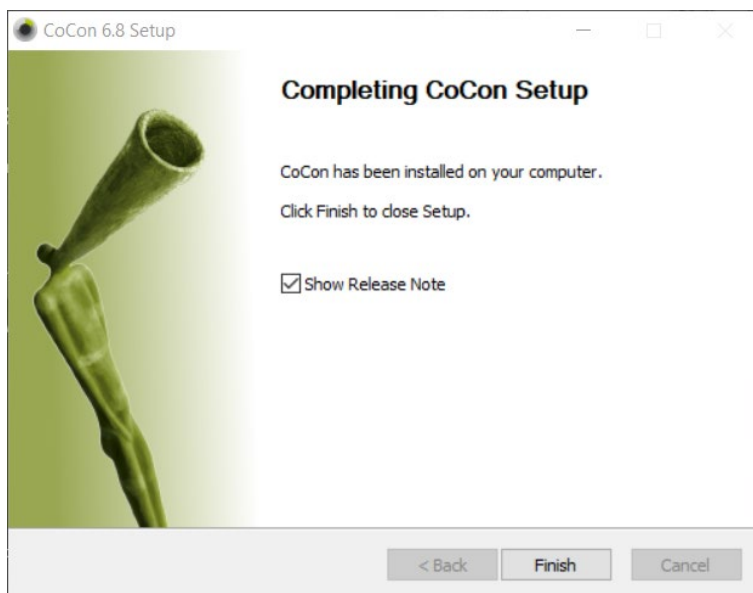 CoCon 6.8 Setup
Completing CoCon Setup
CoCon has been installed on your computer.
Click Finish to close Setup.
Show Release Note
< Back Finish Cancel